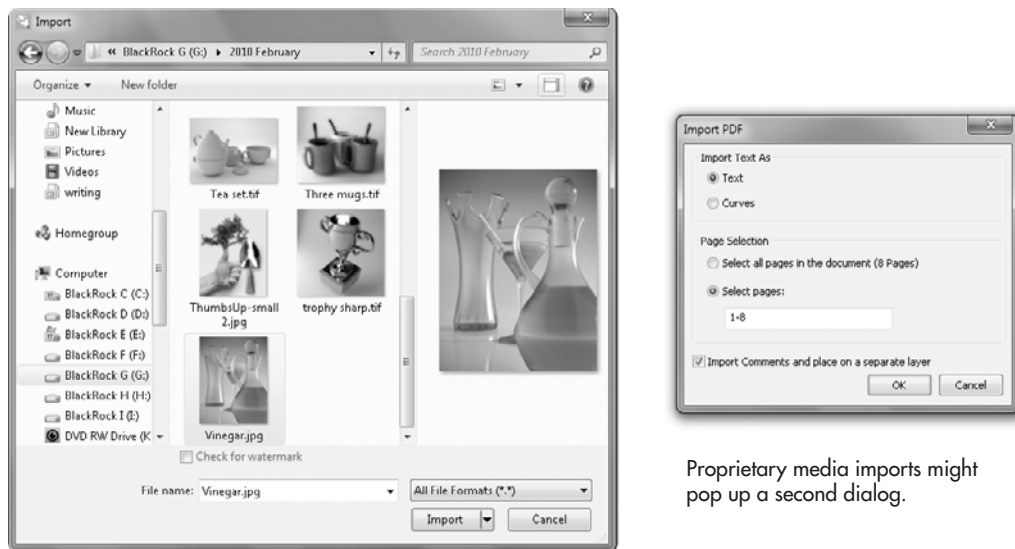 Import
« BlackRock G (G:) ▸ 2010 February
Search 2010 February
Organize
New folder
Music
New Library
Pictures
Videos
writing
Homegroup
Computer
BlackRock C (C:)
BlackRock D (D:)
BlackRock E (E:)
BlackRock F (F:)
BlackRock G (G:)
BlackRock H (H:)
BlackRock I (I:)
DVD RW Drive (K
Tea set.tif
Three mugs.tif
ThumbsUp-small
2.jpg
trophy sharp.tif
Vinegar.jpg
Check for watermark
File name: Vinegar.jpg
All File Formats (*.*)
Import
Cancel
Import PDF
Import Text As
Text
Curves
Page Selection
Select all pages in the document (8 Pages)
Select pages:
1-8
Import Comments and place on a separate layer
OK
Cancel
Proprietary media imports might
pop up a second dialog.